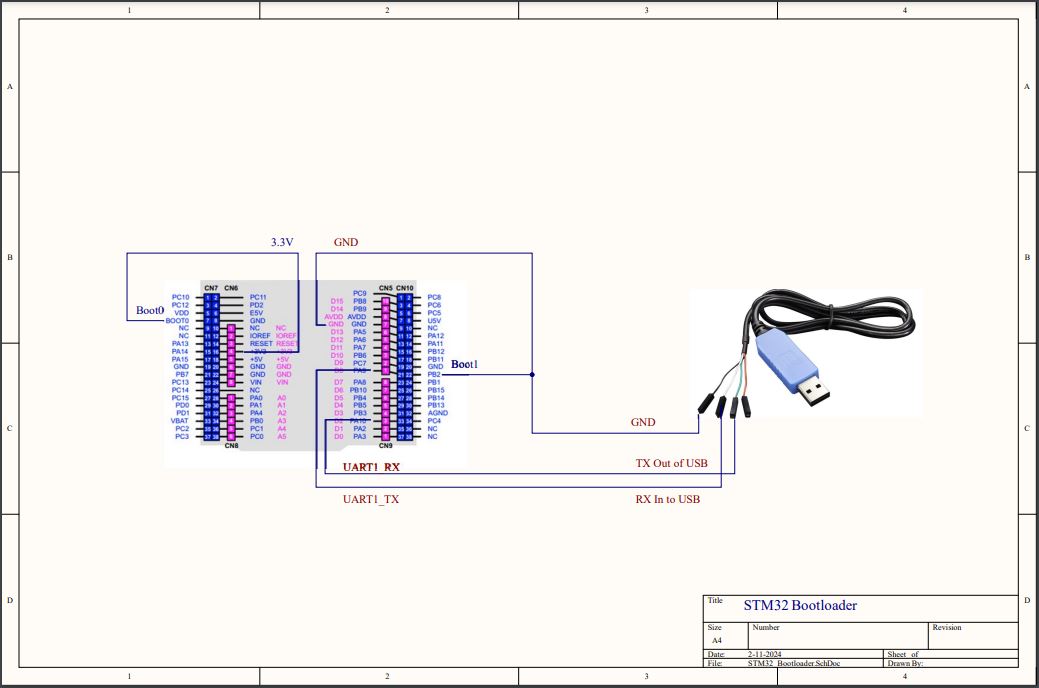 1 2 3 4
A A
B B
C C
D D
3.3V GND
Boot0
CN7 CN6
PC10 PC11
PC12 PD2
VDD E5V
BOOT0 GND
NC NC NC
NC IOREF IOREF
PA13 RESET RESET
PA14 +3V3 +3V3
PA15 +5V +5V
GND GND GND
PB7 GND GND
PC13 VIN VIN
PC14 NC
PC15 PA0 A0
PD0 PA1 A1
PD1 PA4 A2
VBAT PB0 A3
PC2 PC1 A4
PC3 PC0 A5
CN8
CN5 CN10
PC9 PC8
D15 PB8 PC6
D14 PB9 PC5
AVDD AVDD U5V
GND GND NC
D13 PA5 PA12
D12 PA6 PA11
D11 PA7 PB12
D10 PB6 PB11
D9 PC7 GND
D8 PA9 PB2
D7 PA8 PB1
D6 PB10 PB15
D5 PB4 PB14
D4 PB5 PB13
D3 PB3 AGND
D2 PA10 PC4
D1 PA2 NC
D0 PA3 NC
CN9
Boot1
GND
UART1_RX TX Out of USB
UART1_TX RX In to USB
Title STM32 Bootloader
Size Number Revision
A4
Date: 2-11-2024 Sheet of
File: STM32_Bootloader.SchDoc Drawn By:
1 2 3 4